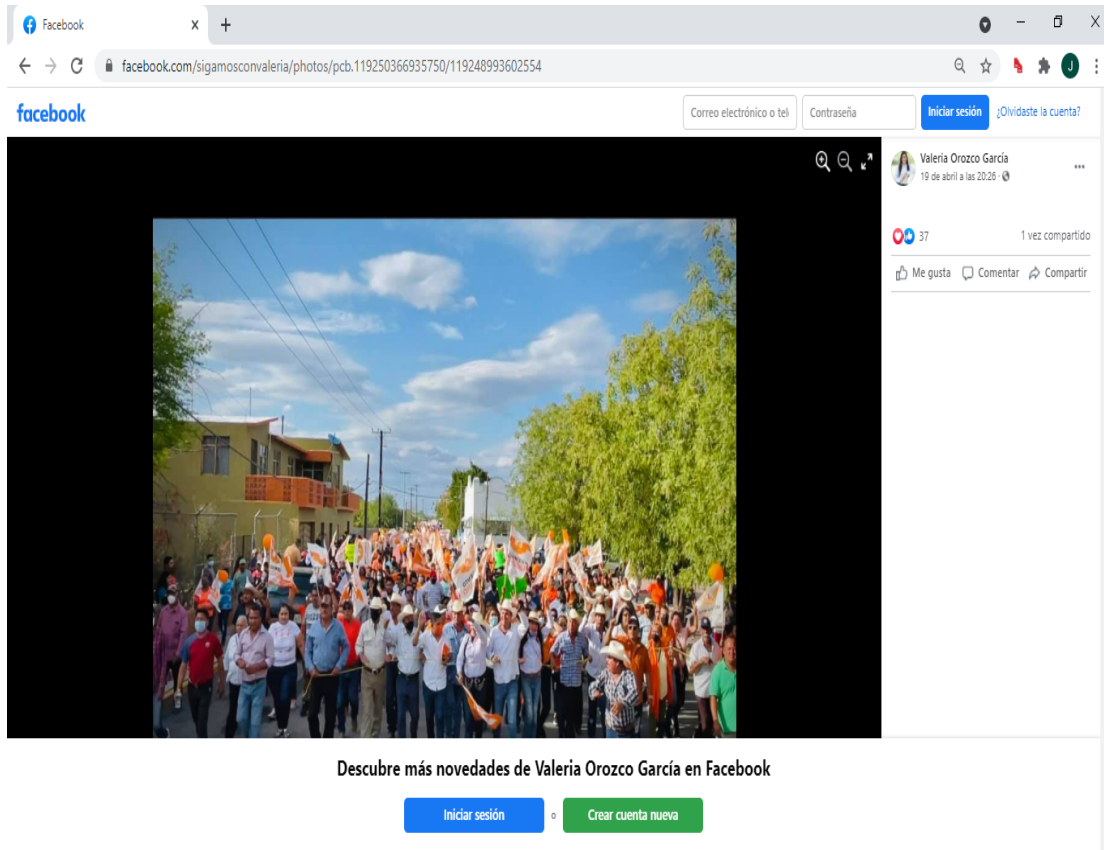 Facebook
facebook.com/sigamosconvaleria/photos/pcb.119250366935750/119248993602554
J
facebook
Correo electrónico o tel
Contraseña
Iniciar sesión
¿Olvidaste la cuenta?
Valeria Orozco García
19 de abril a las 20:26 ·
37
1 vez compartido
Me gusta
Comentar
Compartir
Descubre más novedades de Valeria Orozco García en Facebook
Iniciar sesión
o
Crear cuenta nueva